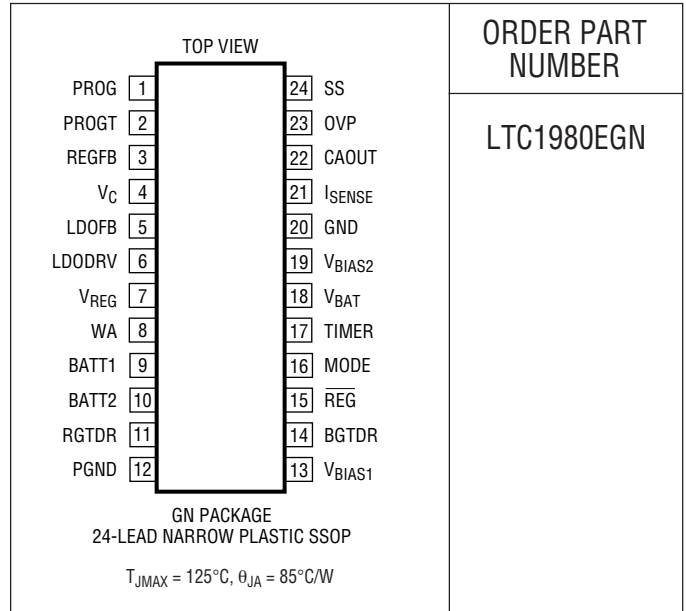 TOP VIEW
PROG 1
PROGT 2
REGFB 3
VC 4
LDOFB 5
LDODRV 6
VREG 7
WA 8
BATT1 9
BATT2 10
RGTDR 11
PGND 12
24 SS
23 OVP
22 CAOUT
21 ISENSE
20 GND
19 VBIAS2
18 VBAT
17 TIMER
16 MODE
15 R̅E̅G̅
14 BGTDR
13 VBIAS1
GN PACKAGE
24-LEAD NARROW PLASTIC SSOP
TJMAX = 125°C, θJA = 85°C/W
ORDER PART
NUMBER
LTC1980EGN